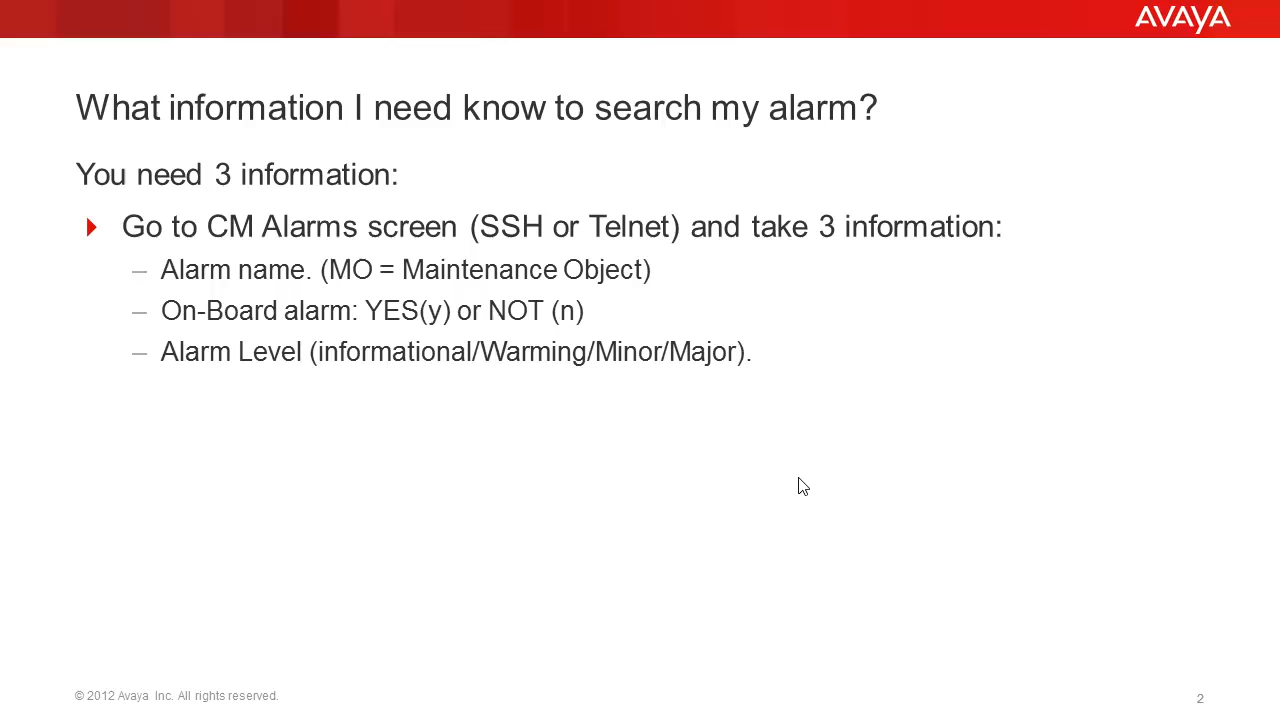 AVAYA
What information I need know to search my alarm?
You need 3 information:
Go to CM Alarms screen (SSH or Telnet) and take 3 information:
– Alarm name. (MO = Maintenance Object)
– On-Board alarm: YES(y) or NOT (n)
– Alarm Level (informational/Warming/Minor/Major).
© 2012 Avaya Inc. All rights reserved.
2